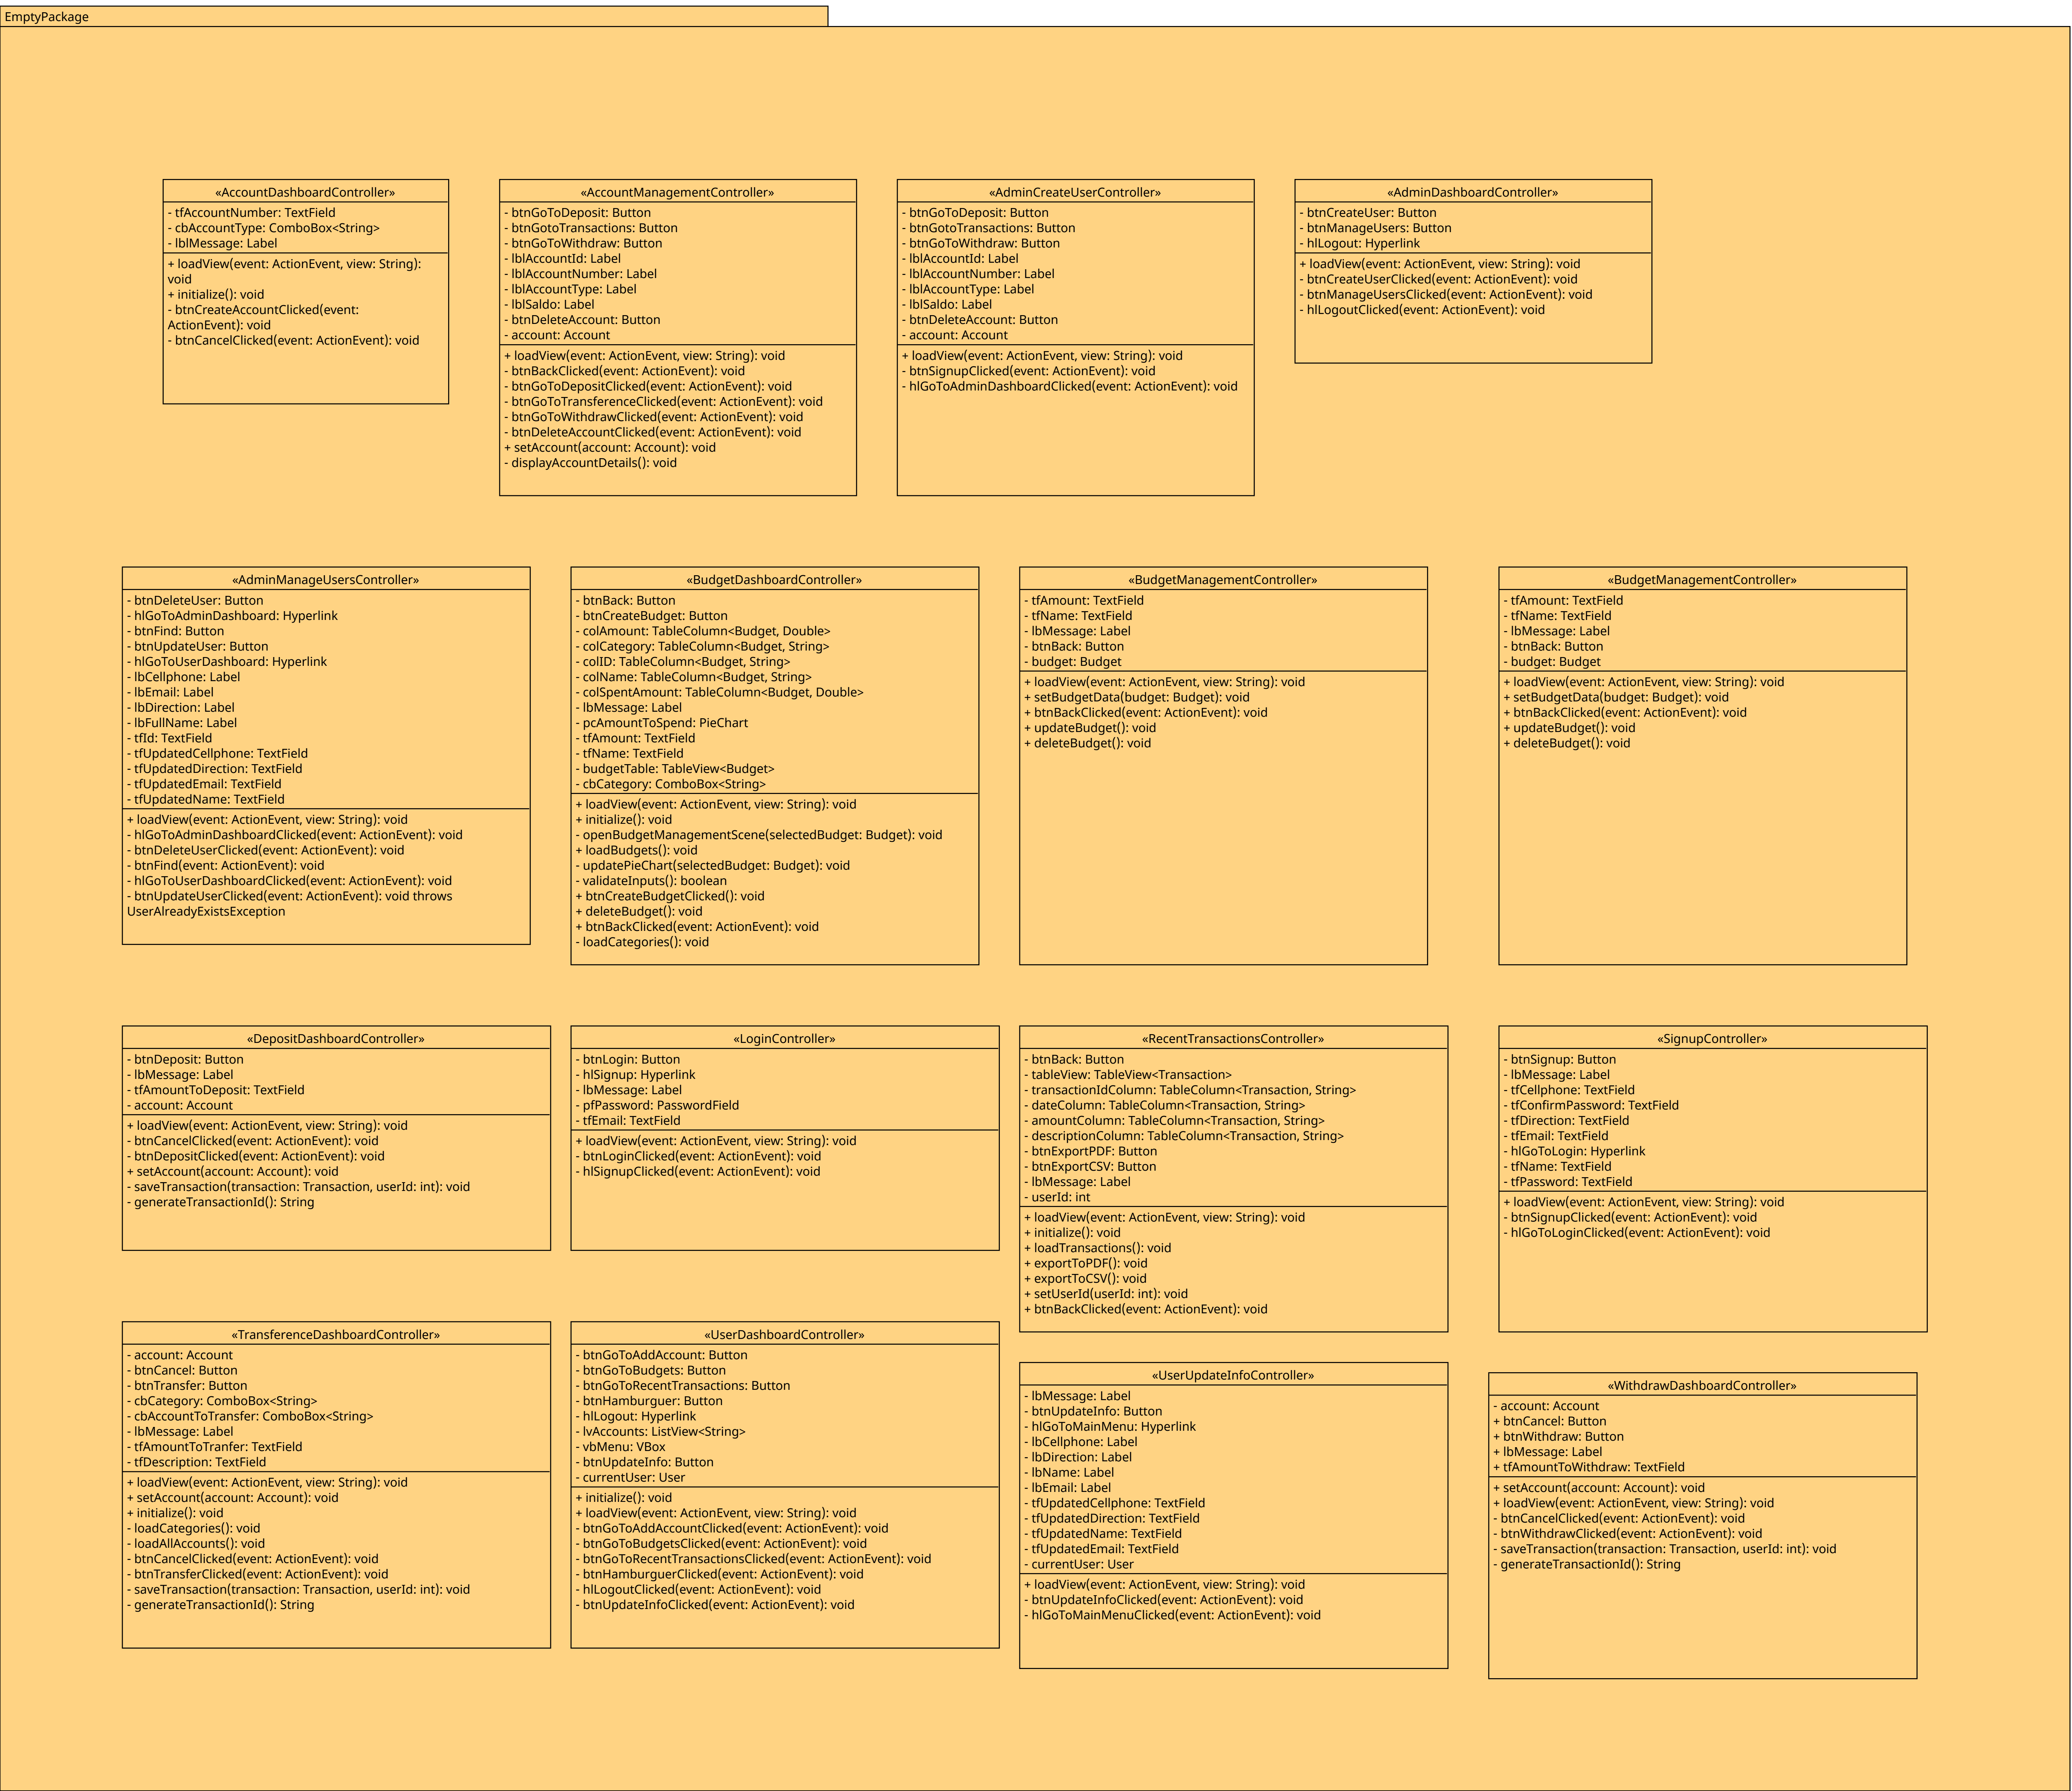 EmptyPackage
«AccountDashboardController»
- tfAccountNumber: TextField
- cbAccountType: ComboBox<String>
- lblMessage: Label
+ loadView(event: ActionEvent, view: String):
void
+ initialize(): void
- btnCreateAccountClicked(event:
ActionEvent): void
- btnCancelClicked(event: ActionEvent): void
«AccountManagementController»
- btnGoToDeposit: Button
- btnGotoTransactions: Button
- btnGoToWithdraw: Button
- lblAccountId: Label
- lblAccountNumber: Label
- lblAccountType: Label
- lblSaldo: Label
- btnDeleteAccount: Button
- account: Account
+ loadView(event: ActionEvent, view: String): void
- btnBackClicked(event: ActionEvent): void
- btnGoToDepositClicked(event: ActionEvent): void
- btnGoToTransferenceClicked(event: ActionEvent): void
- btnGoToWithdrawClicked(event: ActionEvent): void
- btnDeleteAccountClicked(event: ActionEvent): void
+ setAccount(account: Account): void
- displayAccountDetails(): void
«AdminCreateUserController»
- btnGoToDeposit: Button
- btnGotoTransactions: Button
- btnGoToWithdraw: Button
- lblAccountId: Label
- lblAccountNumber: Label
- lblAccountType: Label
- lblSaldo: Label
- btnDeleteAccount: Button
- account: Account
+ loadView(event: ActionEvent, view: String): void
- btnSignupClicked(event: ActionEvent): void
- hlGoToAdminDashboardClicked(event: ActionEvent): void
«AdminDashboardController»
- btnCreateUser: Button
- btnManageUsers: Button
- hlLogout: Hyperlink
+ loadView(event: ActionEvent, view: String): void
- btnCreateUserClicked(event: ActionEvent): void
- btnManageUsersClicked(event: ActionEvent): void
- hlLogoutClicked(event: ActionEvent): void
«AdminManageUsersController»
- btnDeleteUser: Button
- hlGoToAdminDashboard: Hyperlink
- btnFind: Button
- btnUpdateUser: Button
- hlGoToUserDashboard: Hyperlink
- lbCellphone: Label
- lbEmail: Label
- lbDirection: Label
- lbFullName: Label
- tfId: TextField
- tfUpdatedCellphone: TextField
- tfUpdatedDirection: TextField
- tfUpdatedEmail: TextField
- tfUpdatedName: TextField
+ loadView(event: ActionEvent, view: String): void
- hlGoToAdminDashboardClicked(event: ActionEvent): void
- btnDeleteUserClicked(event: ActionEvent): void
- btnFind(event: ActionEvent): void
- hlGoToUserDashboardClicked(event: ActionEvent): void
- btnUpdateUserClicked(event: ActionEvent): void throws
UserAlreadyExistsException
«BudgetDashboardController»
- btnBack: Button
- btnCreateBudget: Button
- colAmount: TableColumn<Budget, Double>
- colCategory: TableColumn<Budget, String>
- colID: TableColumn<Budget, String>
- colName: TableColumn<Budget, String>
- colSpentAmount: TableColumn<Budget, Double>
- lbMessage: Label
- pcAmountToSpend: PieChart
- tfAmount: TextField
- tfName: TextField
- budgetTable: TableView<Budget>
- cbCategory: ComboBox<String>
+ loadView(event: ActionEvent, view: String): void
+ initialize(): void
- openBudgetManagementScene(selectedBudget: Budget): void
+ loadBudgets(): void
- updatePieChart(selectedBudget: Budget): void
- validateInputs(): boolean
+ btnCreateBudgetClicked(): void
+ deleteBudget(): void
+ btnBackClicked(event: ActionEvent): void
- loadCategories(): void
«BudgetManagementController»
- tfAmount: TextField
- tfName: TextField
- lbMessage: Label
- btnBack: Button
- budget: Budget
+ loadView(event: ActionEvent, view: String): void
+ setBudgetData(budget: Budget): void
+ btnBackClicked(event: ActionEvent): void
+ updateBudget(): void
+ deleteBudget(): void
«BudgetManagementController»
- tfAmount: TextField
- tfName: TextField
- lbMessage: Label
- btnBack: Button
- budget: Budget
+ loadView(event: ActionEvent, view: String): void
+ setBudgetData(budget: Budget): void
+ btnBackClicked(event: ActionEvent): void
+ updateBudget(): void
+ deleteBudget(): void
«DepositDashboardController»
- btnDeposit: Button
- lbMessage: Label
- tfAmountToDeposit: TextField
- account: Account
+ loadView(event: ActionEvent, view: String): void
- btnCancelClicked(event: ActionEvent): void
- btnDepositClicked(event: ActionEvent): void
+ setAccount(account: Account): void
- saveTransaction(transaction: Transaction, userId: int): void
- generateTransactionId(): String
«LoginController»
- btnLogin: Button
- hlSignup: Hyperlink
- lbMessage: Label
- pfPassword: PasswordField
- tfEmail: TextField
+ loadView(event: ActionEvent, view: String): void
- btnLoginClicked(event: ActionEvent): void
- hlSignupClicked(event: ActionEvent): void
«RecentTransactionsController»
- btnBack: Button
- tableView: TableView<Transaction>
- transactionIdColumn: TableColumn<Transaction, String>
- dateColumn: TableColumn<Transaction, String>
- amountColumn: TableColumn<Transaction, String>
- descriptionColumn: TableColumn<Transaction, String>
- btnExportPDF: Button
- btnExportCSV: Button
- lbMessage: Label
- userId: int
+ loadView(event: ActionEvent, view: String): void
+ initialize(): void
+ loadTransactions(): void
+ exportToPDF(): void
+ exportToCSV(): void
+ setUserId(userId: int): void
+ btnBackClicked(event: ActionEvent): void
«SignupController»
- btnSignup: Button
- lbMessage: Label
- tfCellphone: TextField
- tfConfirmPassword: TextField
- tfDirection: TextField
- tfEmail: TextField
- hlGoToLogin: Hyperlink
- tfName: TextField
- tfPassword: TextField
+ loadView(event: ActionEvent, view: String): void
- btnSignupClicked(event: ActionEvent): void
- hlGoToLoginClicked(event: ActionEvent): void
«TransferenceDashboardController»
- account: Account
- btnCancel: Button
- btnTransfer: Button
- cbCategory: ComboBox<String>
- cbAccountToTransfer: ComboBox<String>
- lbMessage: Label
- tfAmountToTranfer: TextField
- tfDescription: TextField
+ loadView(event: ActionEvent, view: String): void
+ setAccount(account: Account): void
+ initialize(): void
- loadCategories(): void
- loadAllAccounts(): void
- btnCancelClicked(event: ActionEvent): void
- btnTransferClicked(event: ActionEvent): void
- saveTransaction(transaction: Transaction, userId: int): void
- generateTransactionId(): String
«UserDashboardController»
- btnGoToAddAccount: Button
- btnGoToBudgets: Button
- btnGoToRecentTransactions: Button
- btnHamburguer: Button
- hlLogout: Hyperlink
- lvAccounts: ListView<String>
- vbMenu: VBox
- btnUpdateInfo: Button
- currentUser: User
+ initialize(): void
+ loadView(event: ActionEvent, view: String): void
- btnGoToAddAccountClicked(event: ActionEvent): void
- btnGoToBudgetsClicked(event: ActionEvent): void
- btnGoToRecentTransactionsClicked(event: ActionEvent): void
- btnHamburguerClicked(event: ActionEvent): void
- hlLogoutClicked(event: ActionEvent): void
- btnUpdateInfoClicked(event: ActionEvent): void
«UserUpdateInfoController»
- lbMessage: Label
- btnUpdateInfo: Button
- hlGoToMainMenu: Hyperlink
- lbCellphone: Label
- lbDirection: Label
- lbName: Label
- lbEmail: Label
- tfUpdatedCellphone: TextField
- tfUpdatedDirection: TextField
- tfUpdatedName: TextField
- tfUpdatedEmail: TextField
- currentUser: User
+ loadView(event: ActionEvent, view: String): void
- btnUpdateInfoClicked(event: ActionEvent): void
- hlGoToMainMenuClicked(event: ActionEvent): void
«WithdrawDashboardController»
- account: Account
+ btnCancel: Button
+ btnWithdraw: Button
+ lbMessage: Label
+ tfAmountToWithdraw: TextField
+ setAccount(account: Account): void
+ loadView(event: ActionEvent, view: String): void
- btnCancelClicked(event: ActionEvent): void
- btnWithdrawClicked(event: ActionEvent): void
- saveTransaction(transaction: Transaction, userId: int): void
- generateTransactionId(): String